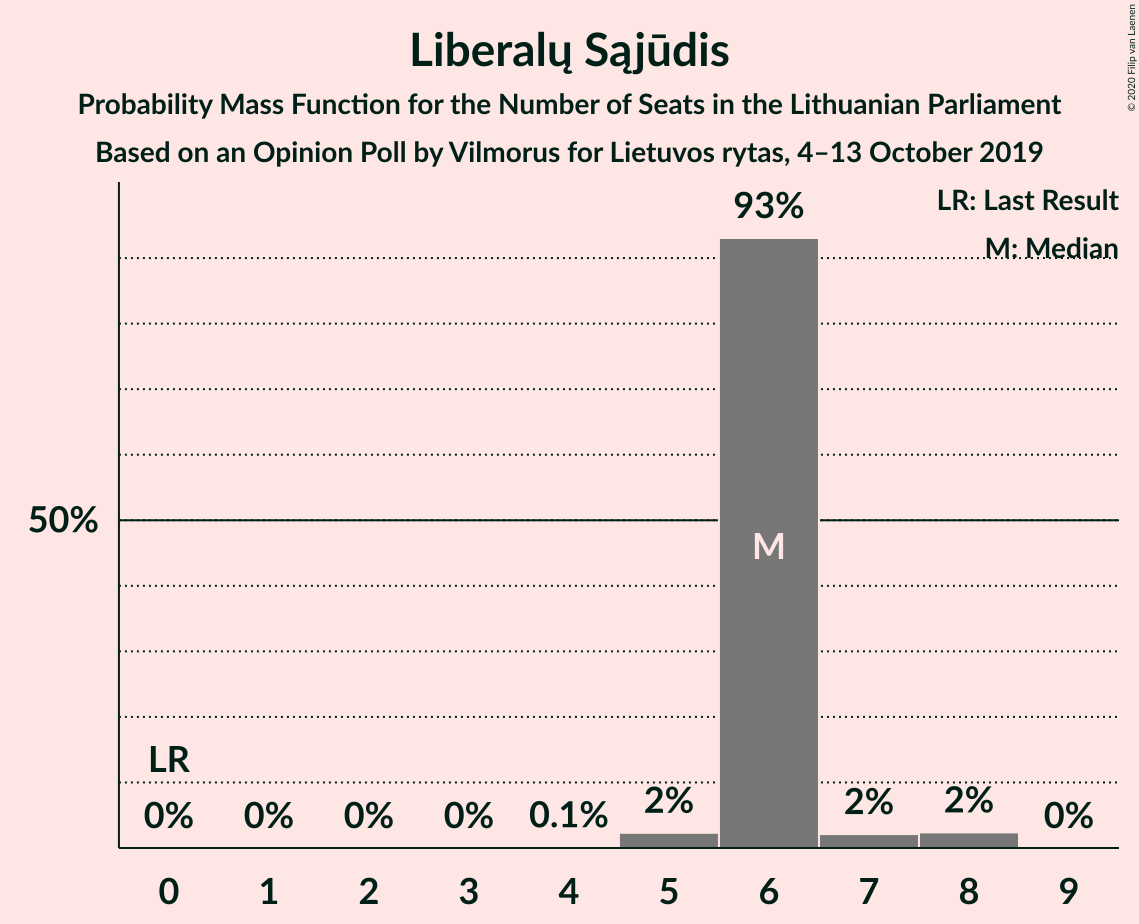 Liberalų Sąjūdis
Probability Mass Function for the Number of Seats in the Lithuanian Parliament
Based on an Opinion Poll by Vilmorus for Lietuvos rytas, 4–13 October 2019
© 2020 Filip van Laenen
LR: Last Result
M: Median
93%
50%
M
LR
0% 0% 0% 0% 0.1% 2% 2% 2% 0%
0 1 2 3 4 5 6 7 8 9